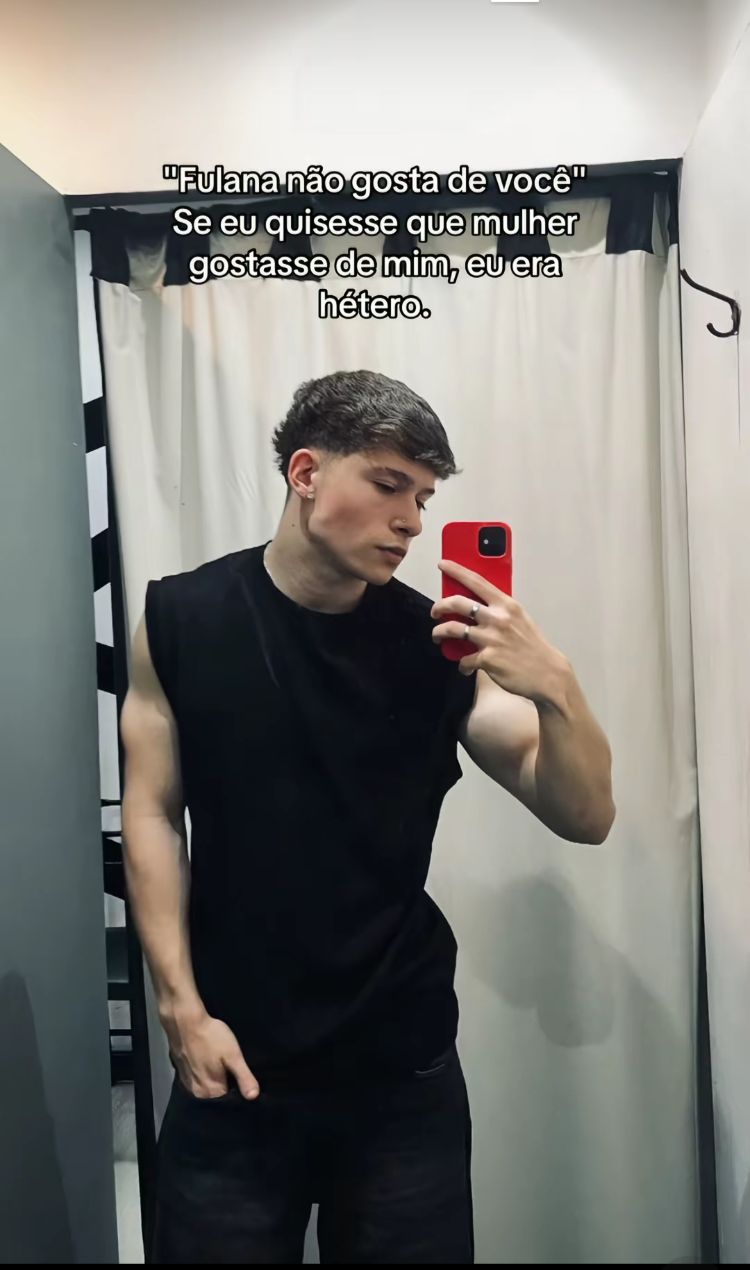 "Fulana não gosta de você"
Se eu quisesse que mulher
gostasse de mim, eu era
hétero.